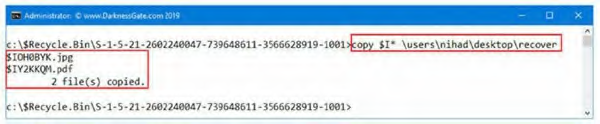 Administrator: © www.DarknessGate.com 2019
c:\$Recycle.Bin\S-1-5-21-2602240047-739648611-3566628919-1001>copy $I* \users\nihad\desktop\recover
$IOH0BYK.jpg
$IY2KKQM.pdf
2 file(s) copied.
c:\$Recycle.Bin\S-1-5-21-2602240047-739648611-3566628919-1001>